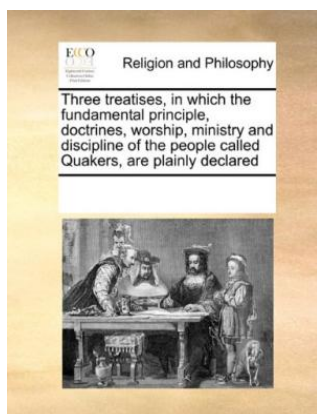 ECCO
Religion and Philosophy
Three treatises, in which the
fundamental principle,
doctrines, worship, ministry and
discipline of the people called
Quakers, are plainly declared